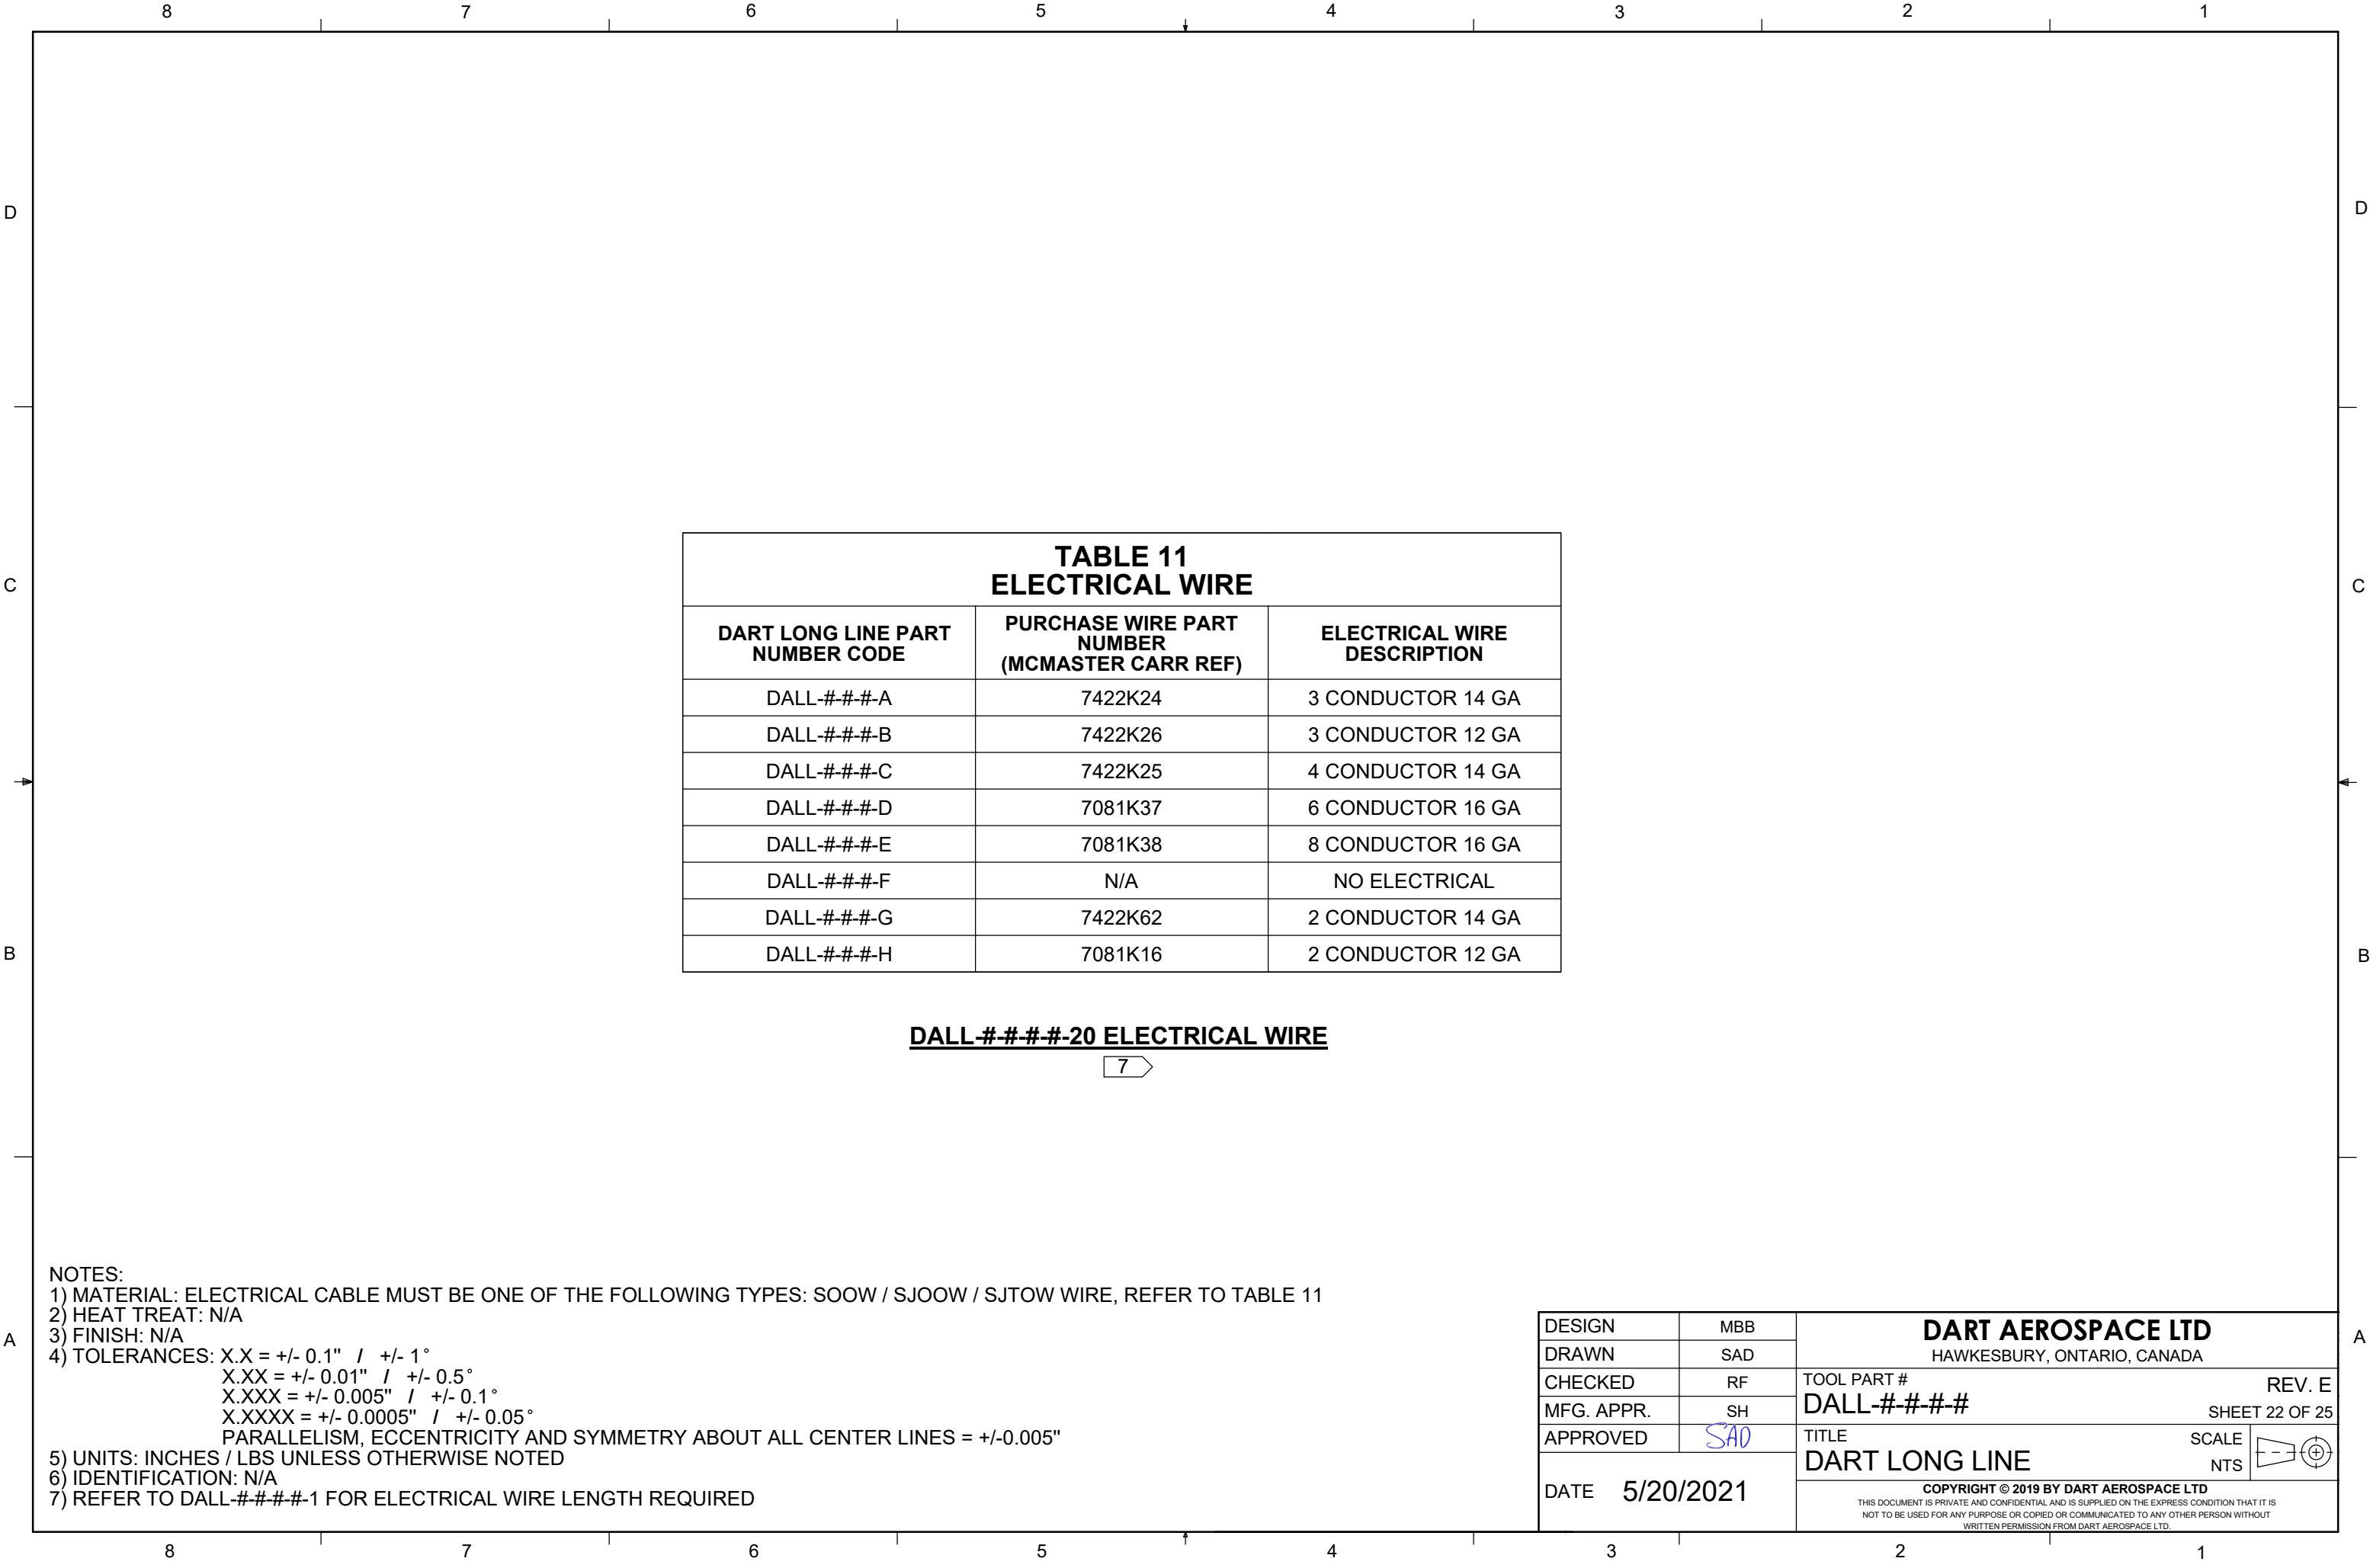 8 7 6 5 4 3 2 1
D D
C C
B B
A A
TABLE 11
ELECTRICAL WIRE
DART LONG LINE PART
NUMBER CODE
PURCHASE WIRE PART
NUMBER
(MCMASTER CARR REF)
ELECTRICAL WIRE
DESCRIPTION
DALL-#-#-#-A 7422K24 3 CONDUCTOR 14 GA
DALL-#-#-#-B 7422K26 3 CONDUCTOR 12 GA
DALL-#-#-#-C 7422K25 4 CONDUCTOR 14 GA
DALL-#-#-#-D 7081K37 6 CONDUCTOR 16 GA
DALL-#-#-#-E 7081K38 8 CONDUCTOR 16 GA
DALL-#-#-#-F N/A NO ELECTRICAL
DALL-#-#-#-G 7422K62 2 CONDUCTOR 14 GA
DALL-#-#-#-H 7081K16 2 CONDUCTOR 12 GA
DALL-#-#-#-#-20 ELECTRICAL WIRE
7
NOTES:
1) MATERIAL: ELECTRICAL CABLE MUST BE ONE OF THE FOLLOWING TYPES: SOOW / SJOOW / SJTOW WIRE, REFER TO TABLE 11
2) HEAT TREAT: N/A
3) FINISH: N/A
4) TOLERANCES: X.X = +/- 0.1" / +/- 1°
X.XX = +/- 0.01" / +/- 0.5°
X.XXX = +/- 0.005" / +/- 0.1°
X.XXXX = +/- 0.0005" / +/- 0.05°
PARALLELISM, ECCENTRICITY AND SYMMETRY ABOUT ALL CENTER LINES = +/-0.005"
5) UNITS: INCHES / LBS UNLESS OTHERWISE NOTED
6) IDENTIFICATION: N/A
7) REFER TO DALL-#-#-#-#-1 FOR ELECTRICAL WIRE LENGTH REQUIRED
DESIGN MBB
DRAWN SAD
CHECKED RF
MFG. APPR. SH
APPROVED SAD
DATE 5/20/2021
DART AEROSPACE LTD
HAWKESBURY, ONTARIO, CANADA
TOOL PART #
DALL-#-#-#-#
REV. E
SHEET 22 OF 25
TITLE
DART LONG LINE
SCALE
NTS
COPYRIGHT © 2019 BY DART AEROSPACE LTD
THIS DOCUMENT IS PRIVATE AND CONFIDENTIAL AND IS SUPPLIED ON THE EXPRESS CONDITION THAT IT IS
NOT TO BE USED FOR ANY PURPOSE OR COPIED OR COMMUNICATED TO ANY OTHER PERSON WITHOUT
WRITTEN PERMISSION FROM DART AEROSPACE LTD.
8 7 6 5 4 3 2 1